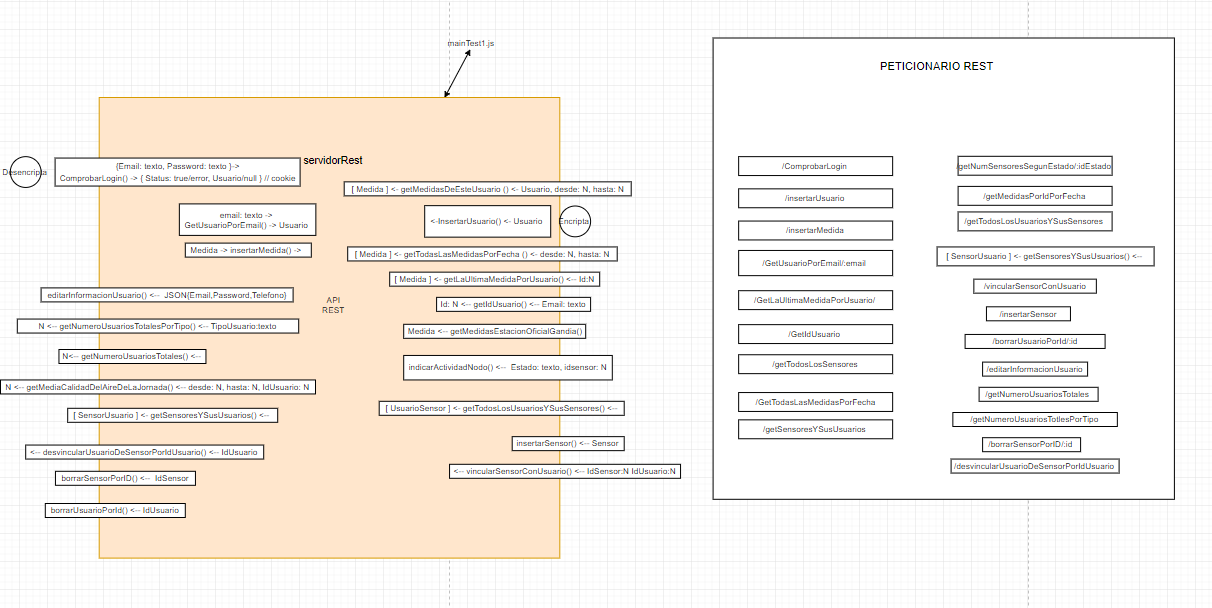 mainTest1.js
servidorRest
Desencripta
{Email: texto, Password: texto }->
ComprobarLogin() -> { Status: true/error, Usuario/null } // cookie
email: texto ->
GetUsuarioPorEmail() -> Usuario
Medida -> insertarMedida() ->
editarInformacionUsuario() <-- JSON{Email,Password,Telefono}
N <-- getNumeroUsuariosTotalesPorTipo() <-- TipoUsuario:texto
N<-- getNumeroUsuariosTotales() <--
N <-- getMediaCalidadDelAireDeLaJornada() <-- desde: N, hasta: N, IdUsuario: N
[ SensorUsuario ] <-- getSensoresYSusUsuarios() <--
<-- desvincularUsuarioDeSensorPorIdUsuario() <-- IdUsuario
borrarSensorPorID() <-- IdSensor
borrarUsuarioPorId() <-- IdUsuario
API
REST
[ Medida ] <- getMedidasDeEsteUsuario () <- Usuario, desde: N, hasta: N
<-InsertarUsuario() <- Usuario
Encripta
[ Medida ] <- getTodasLasMedidasPorFecha () <- desde: N, hasta: N
[ Medida ] <- getLaUltimaMedidaPorUsuario() <- Id:N
Id: N <-- getIdUsuario() <-- Email: texto
Medida <-- getMedidasEstacionOficialGandia()
indicarActividadNodo() <-- Estado: texto, idsensor: N
[ UsuarioSensor ] <- getTodosLosUsuariosYSusSensores() <--
insertarSensor() <-- Sensor
<-- vincularSensorConUsuario() <-- IdSensor:N IdUsuario:N
PETICIONARIO REST
/ComprobarLogin
/insertarUsuario
/insertarMedida
/GetUsuarioPorEmail/:email
/GetLaUltimaMedidaPorUsuario/
/GetIdUsuario
/getTodosLosSensores
/GetTodasLasMedidasPorFecha
/getSensoresYSusUsuarios
/getNumSensoresSegunEstado/:idEstado
/getMedidasPorIdPorFecha
/getTodosLosUsuariosYSusSensores
[ SensorUsuario ] <-- getSensoresYSusUsuarios() <--
/vincularSensorConUsuario
/insertarSensor
/borrarUsuarioPorId/:id
/editarInformacionUsuario
/getNumeroUsuariosTotales
/getNumeroUsuariosTotlesPorTipo
/borrarSensorPorID/:id
/desvincularUsuarioDeSensorPorIdUsuario